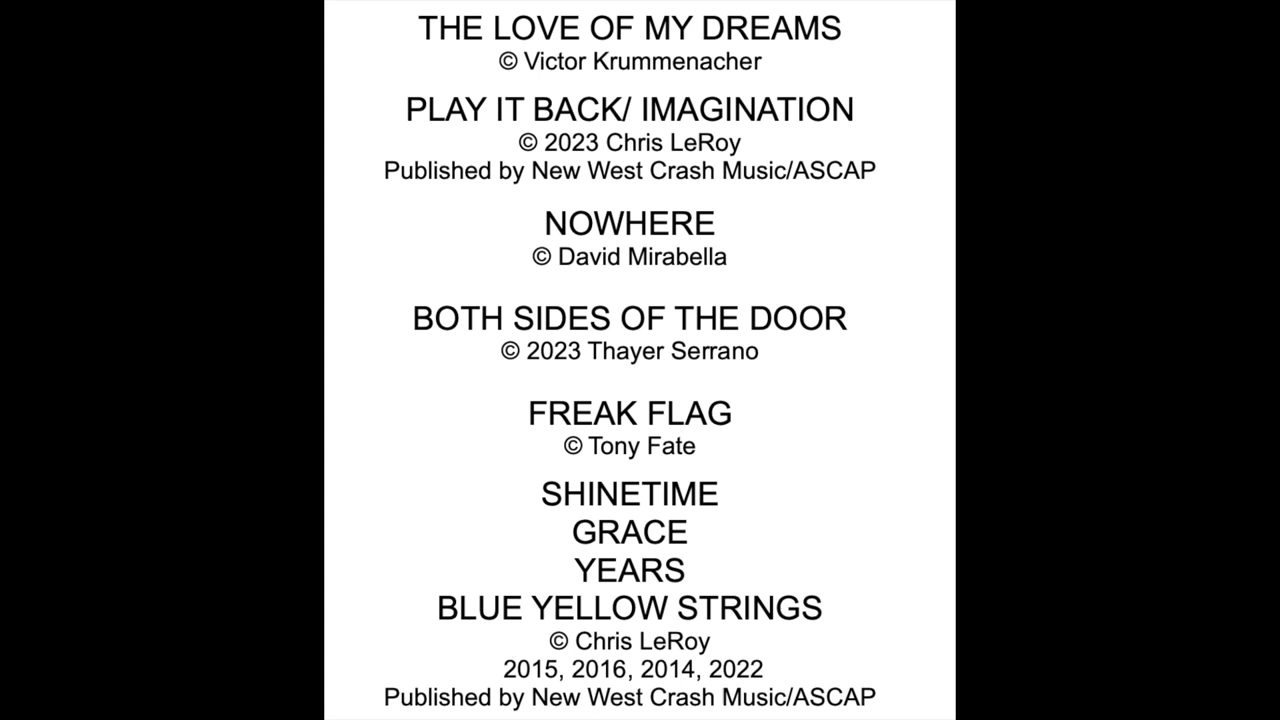 THE LOVE OF MY DREAMS
© Victor Krummenacher
PLAY IT BACK/ IMAGINATION
© 2023 Chris LeRoy
Published by New West Crash Music/ASCAP
NOWHERE
© David Mirabella
BOTH SIDES OF THE DOOR
© 2023 Thayer Serrano
FREAK FLAG
© Tony Fate
SHINETIME
GRACE
YEARS
BLUE YELLOW STRINGS
© Chris LeRoy
2015, 2016, 2014, 2022
Published by New West Crash Music/ASCAP